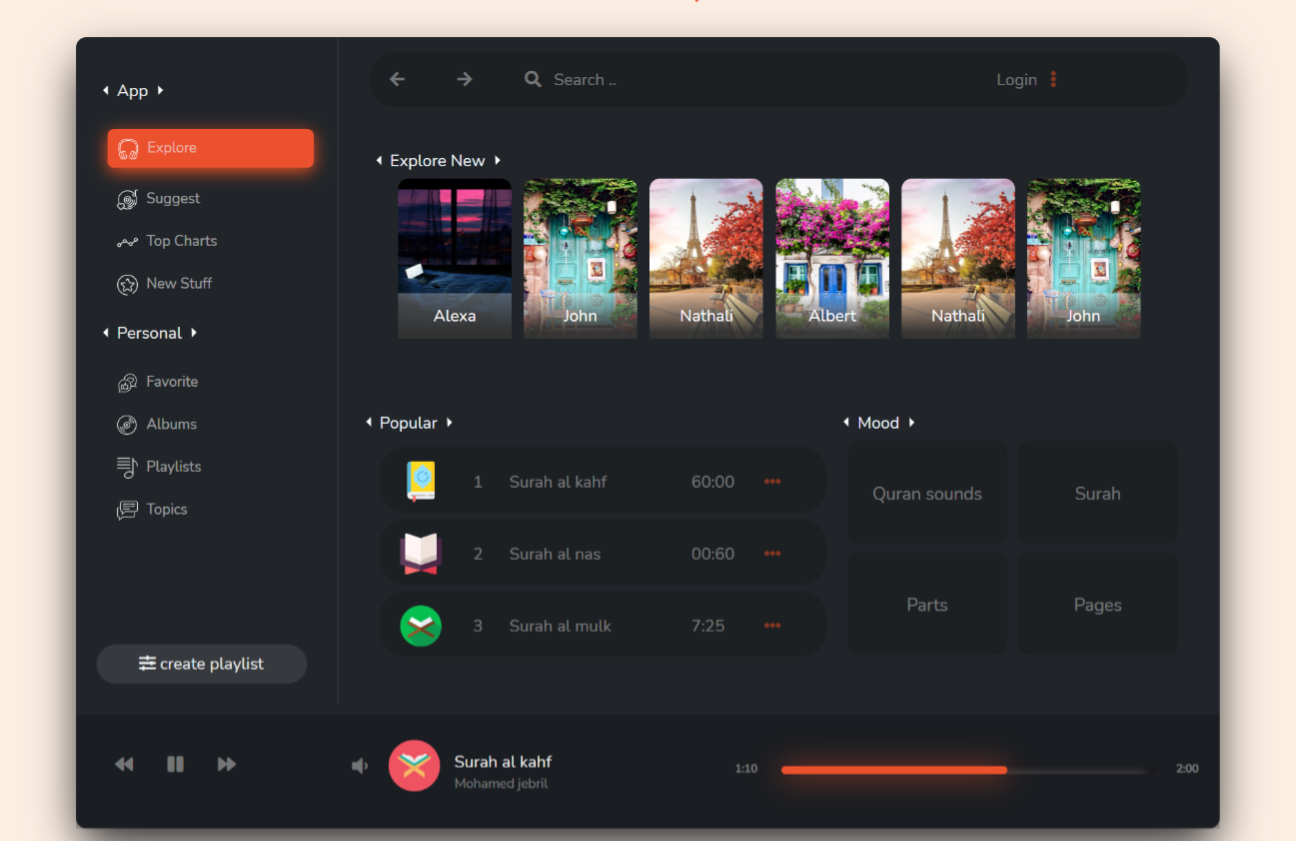 App
Explore
Suggest
Top Charts
New Stuff
Personal
Favorite
Albums
Playlists
Topics
create playlist
Search ..
Login
Explore New
Alexa
John
Nathali
Albert
Nathali
John
Popular
1 Surah al kahf 60:00
2 Surah al nas 00:60
3 Surah al mulk 7:25
Mood
Quran sounds
Surah
Parts
Pages
Surah al kahf
Mohamed jebril
1:10
2:00